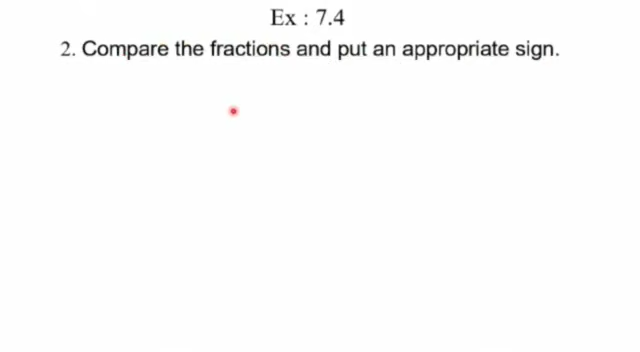 Ex : 7.4
2. Compare the fractions and put an appropriate sign.